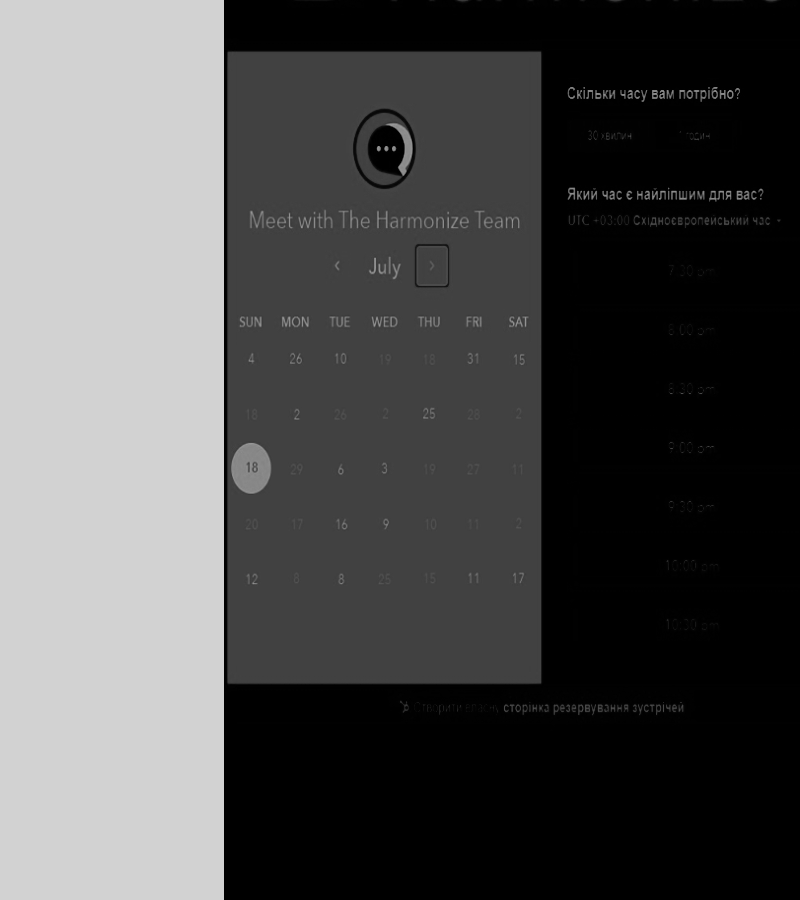 Meet with The Harmonize Team
July
SUN MON TUE WED THU FRI SAT
4 26 10 19 18 31 15
18 2 26 2 25 28 2
18 29 6 3 19 27 11
20 17 16 9 10 11 2
12 8 25 15 11 17
Скільки часу вам потрібно?
30 хвилин
Який час є найліпшим для вас?
UTC +03:00 Східноєвропейський час
7:30 pm
8:00 pm
8:30 pm
9:00 pm
9:30 pm
10:00 pm
10:30 pm
Створити власну сторінка резервування зустрічей